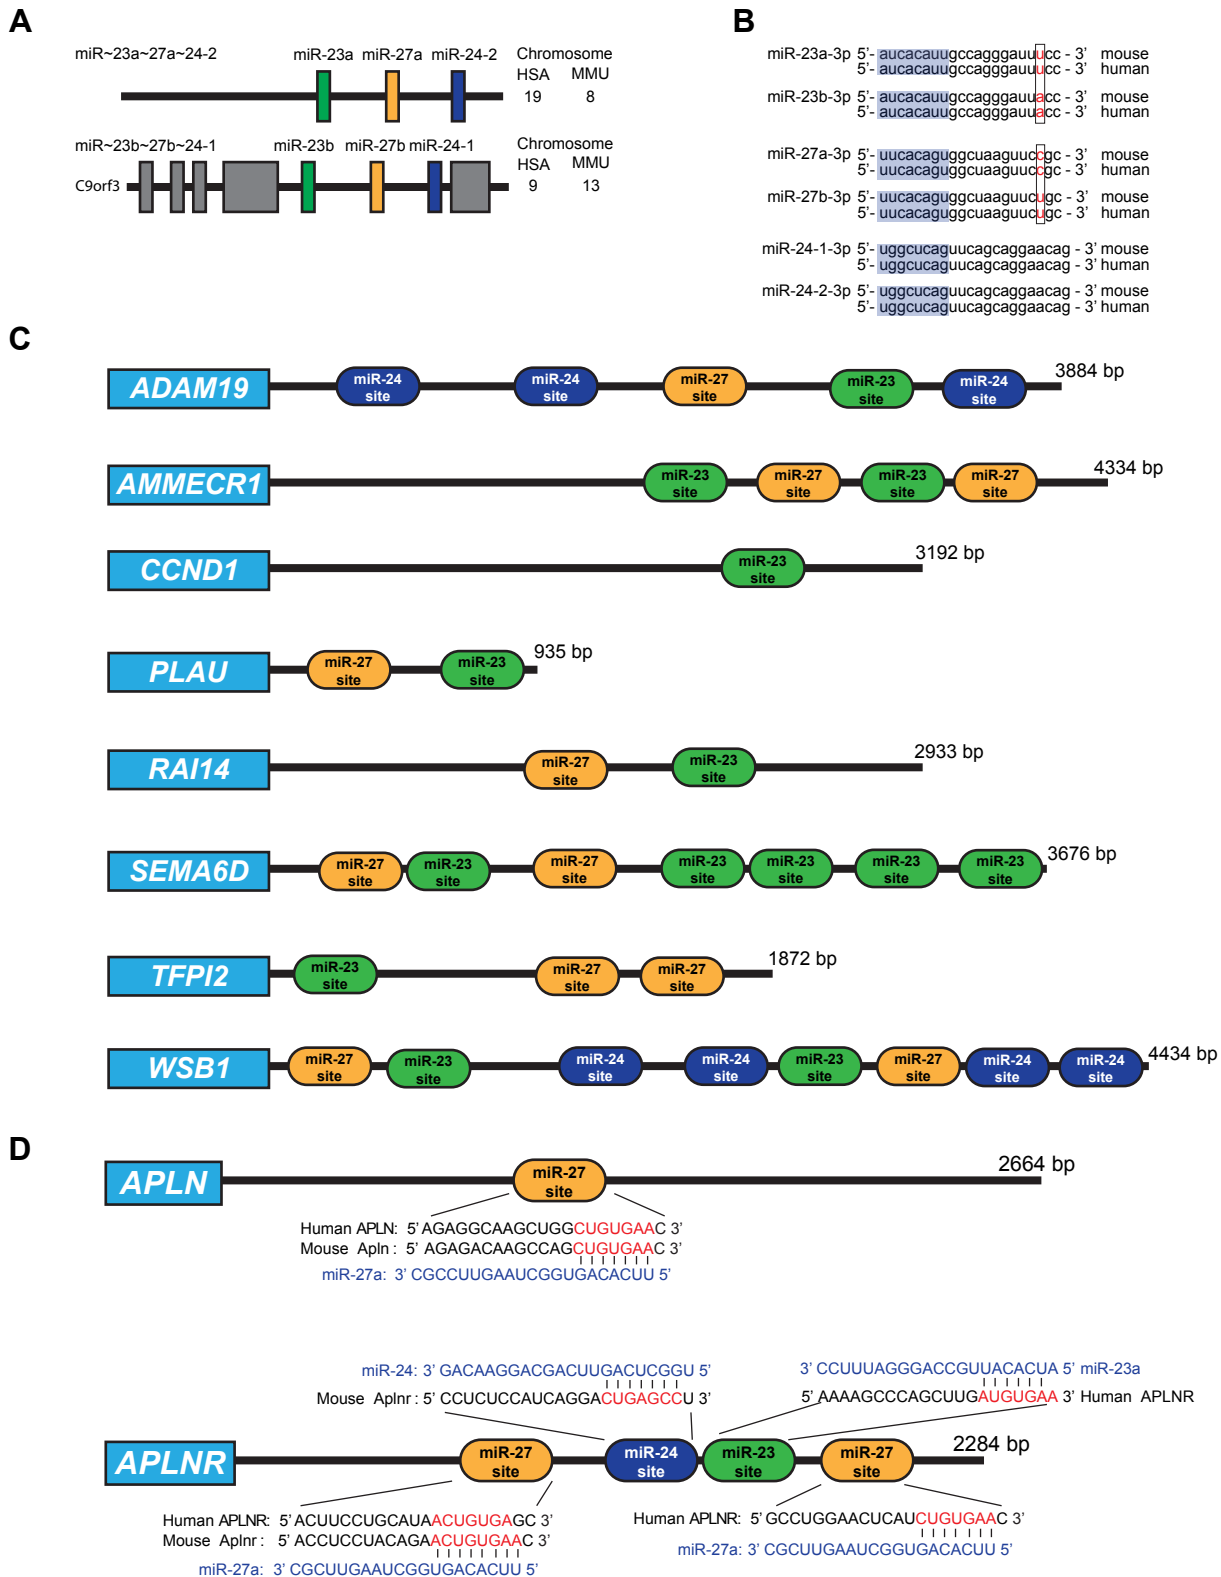 A
miR~23a~27a~24-2 miR-23a miR-27a miR-24-2 Chromosome
HSA MMU
19 8
miR~23b~27b~24-1 miR-23b miR-27b miR-24-1 Chromosome
HSA MMU
C9orf3 9 13
B
miR-23a-3p 5'- aucacauugccagggauuucc - 3' mouse
5'- aucacauugccagggauuucc - 3' human
miR-23b-3p 5'- aucacauugccagggauuacc - 3' mouse
5'- aucacauugccagggauuacc - 3' human
miR-27a-3p 5'- uucacaguggcuaaguuccgc - 3' mouse
5'- uucacaguggcuaaguuccgc - 3' human
miR-27b-3p 5'- uucacaguggcuaaguucugc - 3' mouse
5'- uucacaguggcuaaguucugc - 3' human
miR-24-1-3p 5'- uggcucaguucagcaggaacag - 3' mouse
5'- uggcucaguucagcaggaacag - 3' human
miR-24-2-3p 5'- uggcucaguucagcaggaacag - 3' mouse
5'- uggcucaguucagcaggaacag - 3' human
C
ADAM19 miR-24 site miR-24 site miR-27 site miR-23 site miR-24 site 3884 bp
AMMECR1 miR-23 site miR-27 site miR-23 site miR-27 site 4334 bp
CCND1 miR-23 site 3192 bp
PLAU miR-27 site miR-23 site 935 bp
RAI14 miR-27 site miR-23 site 2933 bp
SEMA6D miR-27 site miR-23 site miR-27 site miR-23 site miR-23 site miR-23 site miR-23 site 3676 bp
TFPI2 miR-23 site miR-27 site miR-27 site 1872 bp
WSB1 miR-27 site miR-23 site miR-24 site miR-24 site miR-23 site miR-27 site miR-24 site miR-24 site 4434 bp
D
APLN miR-27 site 2664 bp
Human APLN: 5' AGAGGCAAGCUGGCUGUGAAC 3'
Mouse Apln : 5' AGAGACAAGCCAGCUGUGAAC 3'
miR-27a: 3' CGCCUUGAAUCGGUGACACUU 5'
miR-24: 3' GACAAGGACGACUUGACUCGGU 5'
Mouse Aplnr : 5' CCUCUCCAUCAGGACUGAGCCU 3'
3' CCUUUAGGGACCGUUACACUA 5' miR-23a
5' AAAAGCCCAGCUUGAUGUGAA 3' Human APLNR
APLNR miR-27 site miR-24 site miR-23 site miR-27 site 2284 bp
Human APLNR: 5' ACUUCCUGCAUAACUGUGAGC 3'
Mouse Aplnr : 5' ACCUCCUACAGAACUGUGAAC 3'
miR-27a: 3' CGCUUGAAUCGGUGACACUU 5'
Human APLNR: 5' GCCUGGAACUCAUCUGUGAAC 3'
miR-27a: 3' CGCUUGAAUCGGUGACACUU 5'